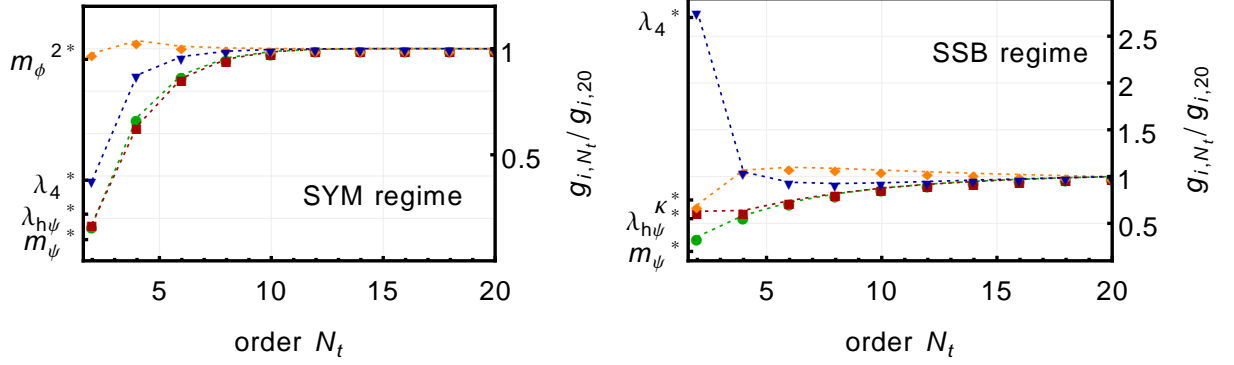 m_ϕ^2*
λ_4^*
λ_hψ^*
m_ψ^*
SYM regime
1
0.5
g_{i,N_t}/g_{i,20}
5 10 15 20
order N_t
λ_4^*
κ^*
λ_hψ^*
m_ψ^*
SSB regime
2.5
2
1.5
1
0.5
g_{i,N_t}/g_{i,20}
5 10 15 20
order N_t